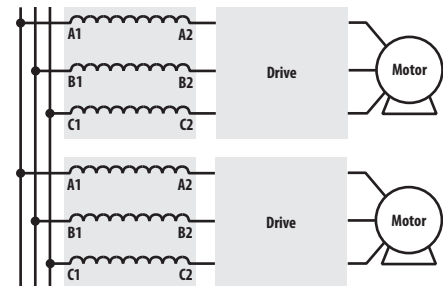 A1 A2
B1 B2
Drive
Motor
C1 C2
A1 A2
B1 B2
Drive
Motor
C1 C2